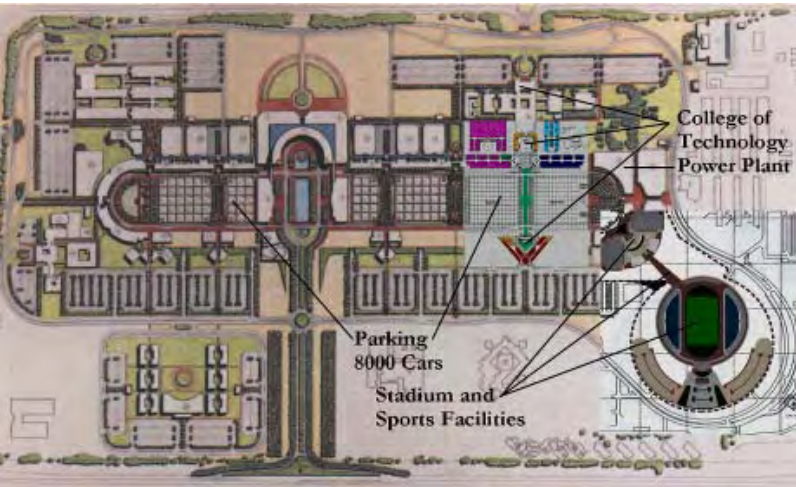 College of
Technology
Power Plant
Parking
8000 Cars
Stadium and
Sports Facilities